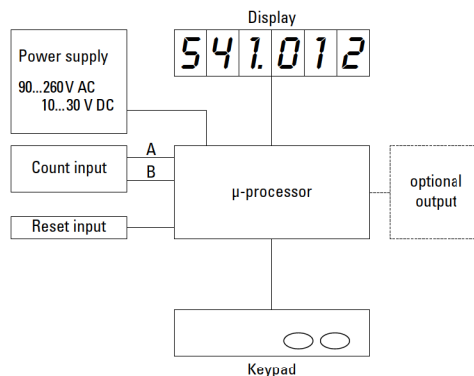 Display
541.012
Power supply
90...260 V AC
10...30 V DC
A
Count input
B
µ-processor
optional
output
Reset input
Keypad